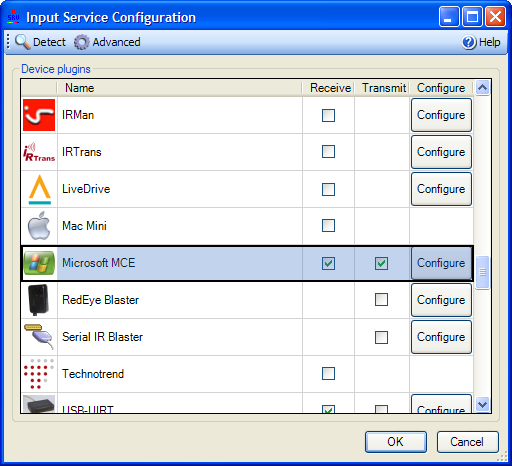 Input Service Configuration
Detect Advanced Help
Device plugins
Name Receive Transmit Configure
IRMan Configure
IRTrans Configure
LiveDrive Configure
Mac Mini
Microsoft MCE Configure
RedEye Blaster Configure
Serial IR Blaster Configure
Technotrend
USB-UIRT Configure
OK Cancel